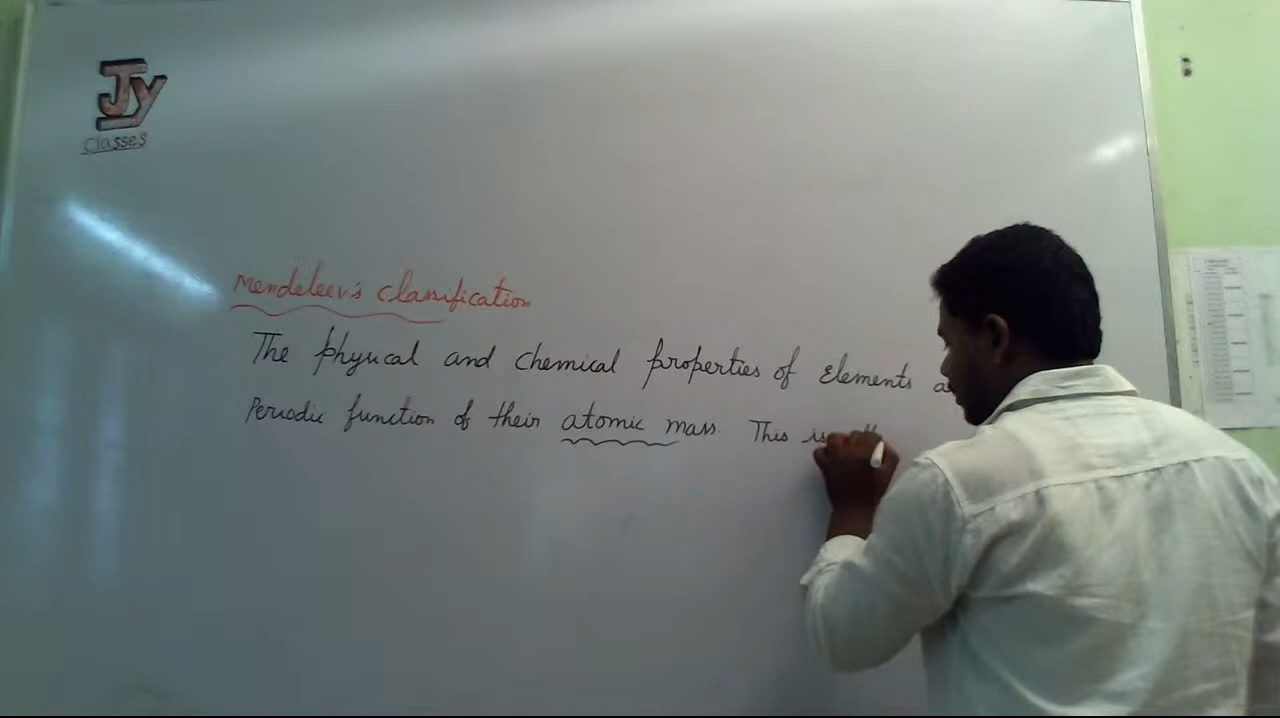 Jy
Classes
Mendeleev's classification
The physical and chemical properties of Elements
Periodic function of their atomic mass This is